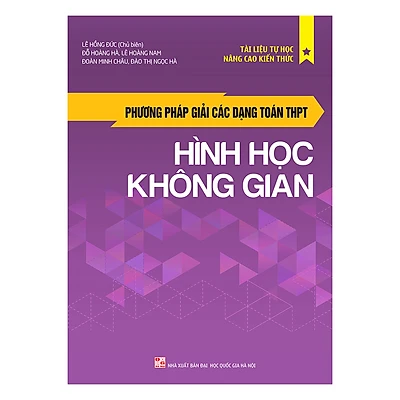 LÊ HỒNG ĐỨC (Chủ biên)
ĐỖ HOÀNG HÀ, LÊ HOÀNG NAM
ĐOÀN MINH CHÂU, ĐÀO THỊ NGỌC HÀ
TÀI LIỆU TỰ HỌC
NÂNG CAO KIẾN THỨC
PHƯƠNG PHÁP GIẢI CÁC DẠNG TOÁN THPT
HÌNH HỌC
KHÔNG GIAN
NHÀ XUẤT BẢN ĐẠI HỌC QUỐC GIA HÀ NỘI